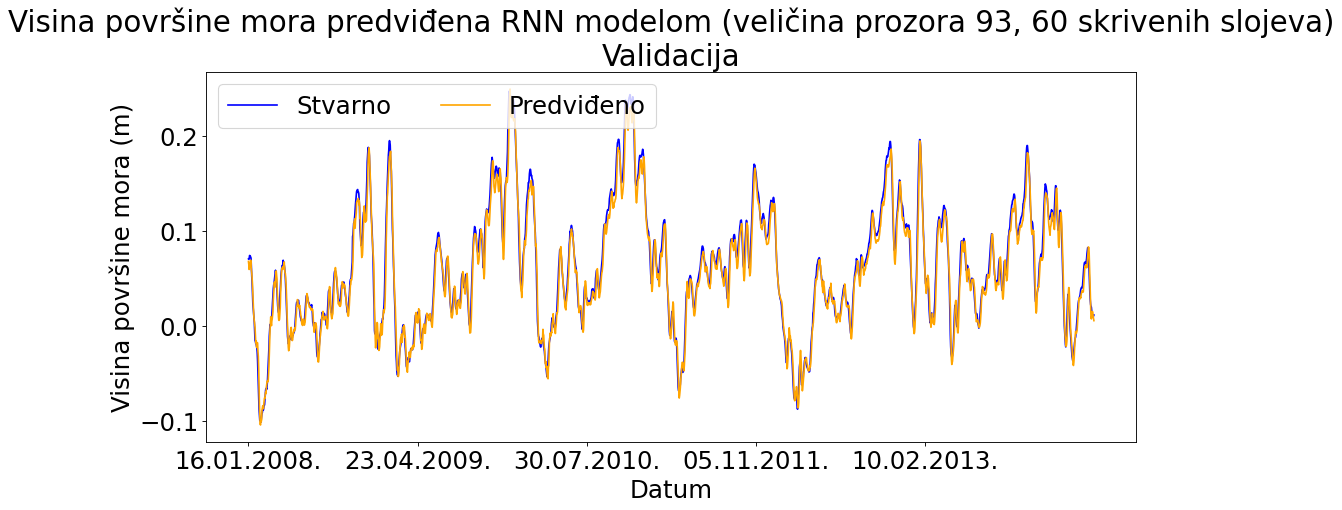 Visina površine mora predviđena RNN modelom (veličina prozora 93, 60 skrivenih slojeva)
Validacija
Stvarno Predviđeno
Visina površine mora (m)
0.2
0.1
0.0
−0.1
16.01.2008. 23.04.2009. 30.07.2010. 05.11.2011. 10.02.2013.
Datum